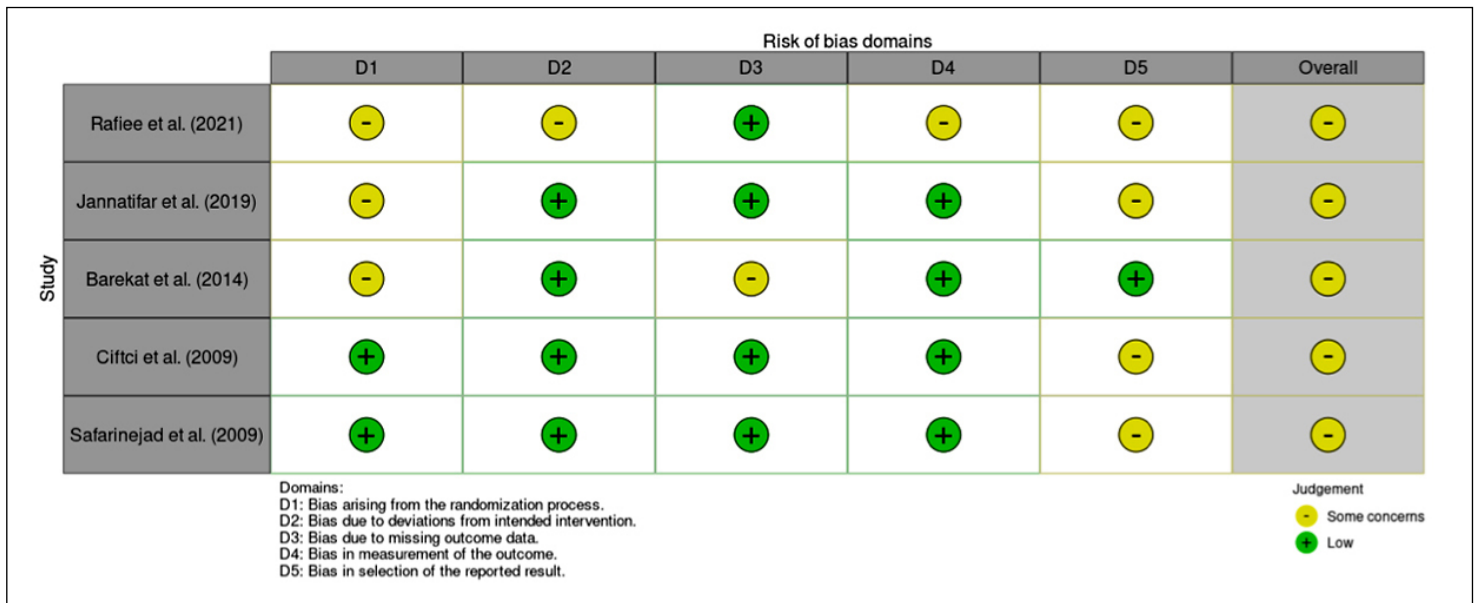 Risk of bias domains
D1 D2 D3 D4 D5 Overall
Study
Rafiee et al. (2021) - - + - - -
Jannatifar et al. (2019) - + + + - -
Barekat et al. (2014) - + - + + -
Ciftci et al. (2009) + + + + - -
Safarinejad et al. (2009) + + + + - -
Domains:
D1: Bias arising from the randomization process.
D2: Bias due to deviations from intended intervention.
D3: Bias due to missing outcome data.
D4: Bias in measurement of the outcome.
D5: Bias in selection of the reported result.
Judgement
- Some concerns
+ Low